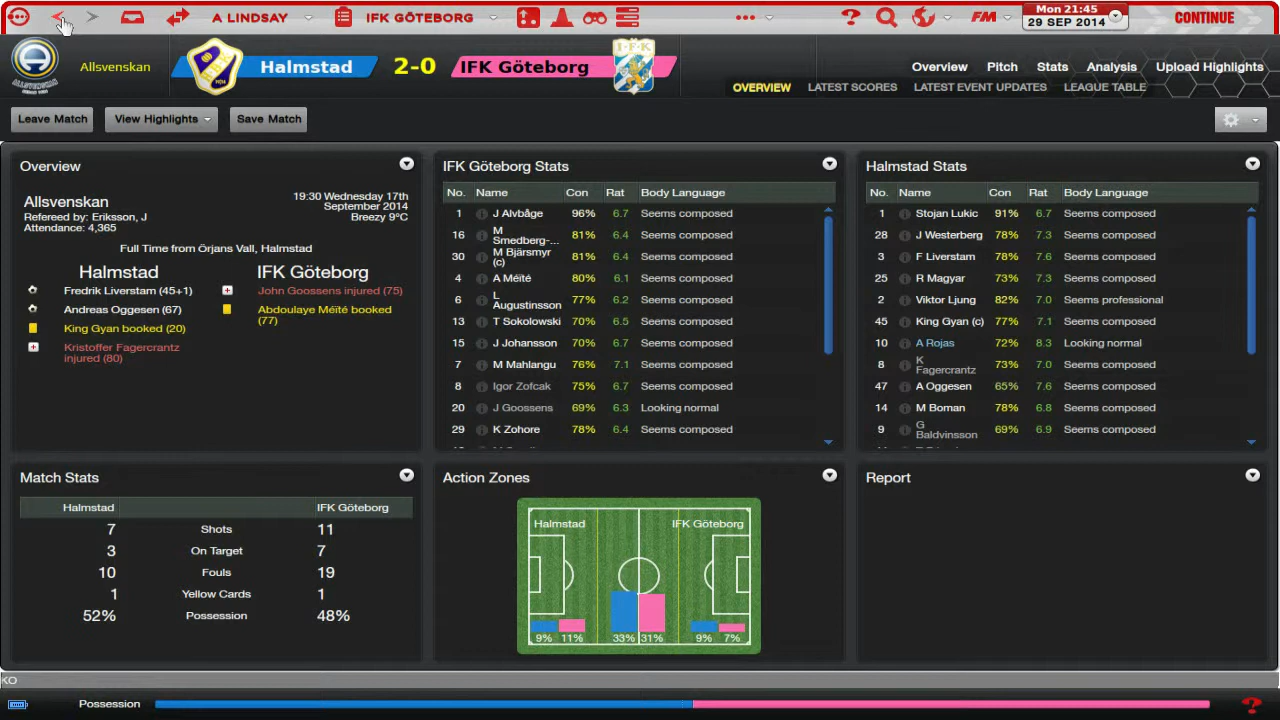 A LINDSAY
IFK GÖTEBORG
FM
Mon 21:45
29 SEP 2014
CONTINUE
Allsvenskan
Halmstad
2-0
IFK Göteborg
Overview Pitch Stats Analysis Upload Highlights
OVERVIEW LATEST SCORES LATEST EVENT UPDATES LEAGUE TABLE
Leave Match View Highlights Save Match
Overview
Allsvenskan
Refereed by: Eriksson, J
Attendance: 4,365
19:30 Wednesday 17th
September 2014
Breezy 9°C
Full Time from Örjans Vall, Halmstad
Halmstad
Fredrik Liverstam (45+1)
Andreas Oggesen (67)
King Gyan booked (20)
Kristoffer Fagercrantz
injured (80)
IFK Göteborg
John Goossens injured (75)
Abdoulaye Méïté booked
(77)
IFK Göteborg Stats
No. Name Con Rat Body Language
1 J Alvbåge 96% 6.7 Seems composed
16 M Smedberg-... 81% 6.4 Seems composed
30 M Bjärsmyr (c) 81% 6.4 Seems composed
4 A Méïté 80% 6.1 Seems composed
6 L Augustinsson 77% 6.2 Seems composed
13 T Sokolowski 70% 6.5 Seems composed
15 J Johansson 70% 6.7 Seems composed
7 M Mahlangu 76% 7.1 Seems composed
8 Igor Zofcak 75% 6.7 Seems composed
20 J Goossens 69% 6.3 Looking normal
29 K Zohore 78% 6.4 Seems composed
Halmstad Stats
No. Name Con Rat Body Language
1 Stojan Lukic 91% 6.7 Seems composed
28 J Westerberg 78% 7.3 Seems composed
3 F Liverstam 78% 7.6 Seems composed
25 R Magyar 73% 7.3 Seems composed
2 Viktor Ljung 82% 7.0 Seems professional
45 King Gyan (c) 77% 7.1 Seems composed
10 A Rojas 72% 8.3 Looking normal
8 K Fagercrantz 73% 7.0 Seems composed
47 A Oggesen 65% 7.6 Seems composed
14 M Boman 78% 6.8 Seems composed
9 G Baldvinsson 69% 6.9 Seems composed
Match Stats
Halmstad IFK Göteborg
7 Shots 11
3 On Target 7
10 Fouls 19
1 Yellow Cards 1
52% Possession 48%
Action Zones
Halmstad IFK Göteborg
9% 11% 33% 31% 9% 7%
Report
KO
Possession